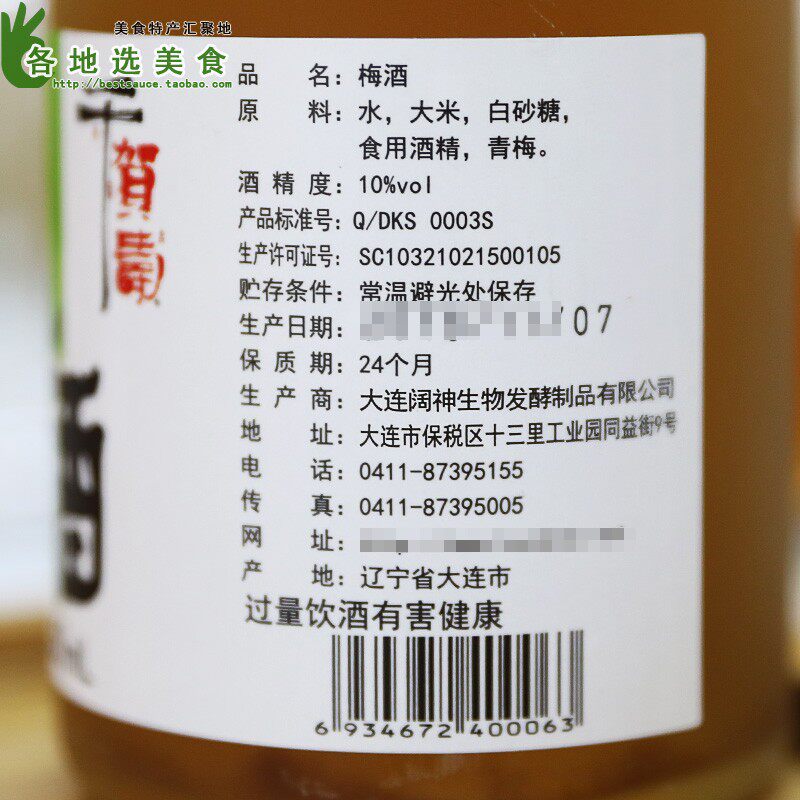 美食特产汇聚地
各地选美食
http://bestsauce.taobao.com
千贺寿
酒
品名：梅酒
原料：水，大米，白砂糖，
食用酒精，青梅。
酒精度：10%vol
产品标准号：Q/DKS 0003S
生产许可证号：SC10321021500105
贮存条件：常温避光处保存
生产日期：/07
保质期：24个月
生产商：大连阔神生物发酵制品有限公司
地址：大连市保税区十三里工业园同益街9号
电话：0411-87395155
传真：0411-87395005
网址：
产地：辽宁省大连市
过量饮酒有害健康
6 934672 400063